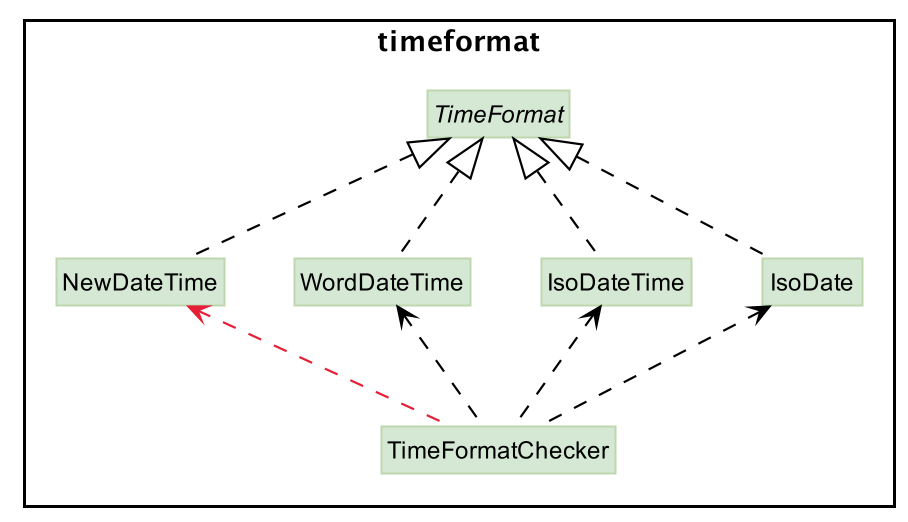 timeformat
TimeFormat
NewDateTime
WordDateTime
IsoDateTime
IsoDate
TimeFormatChecker